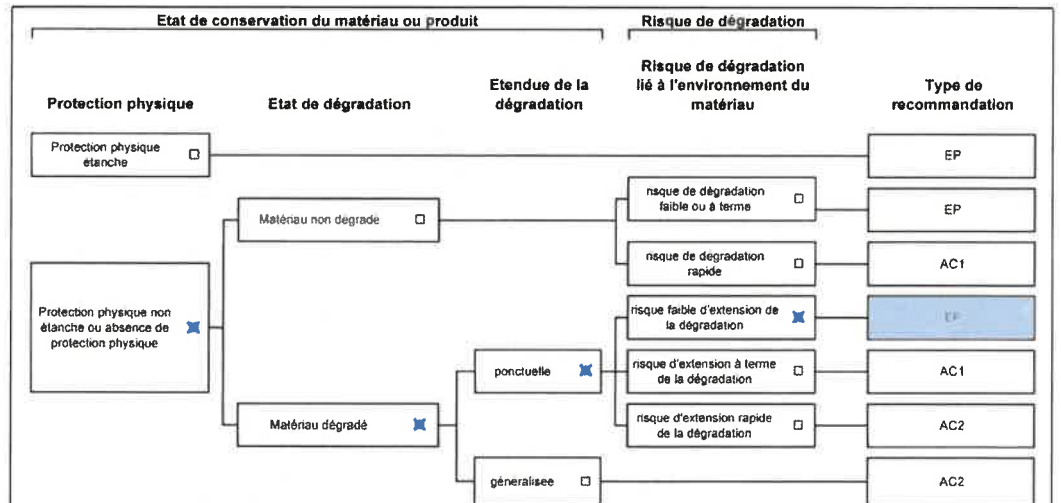 Etat de conservation du matériau ou produit
Risque de dégradation
Protection physique
Etat de dégradation
Etendue de la
dégradation
Risque de dégradation
lié à l'environnement du
matériau
Type de
recommandation
Protection physique
étanche
EP
Matériau non dégradé
risque de dégradation
faible ou à terme
EP
risque de dégradation
rapide
AC1
Protection physique non
étanche ou absence de
protection physique
risque faible d'extension de
la dégradation
EP
ponctuelle
risque d'extension à terme
de la dégradation
AC1
Matériau dégradé
risque d'extension rapide
de la dégradation
AC2
généralisée
AC2